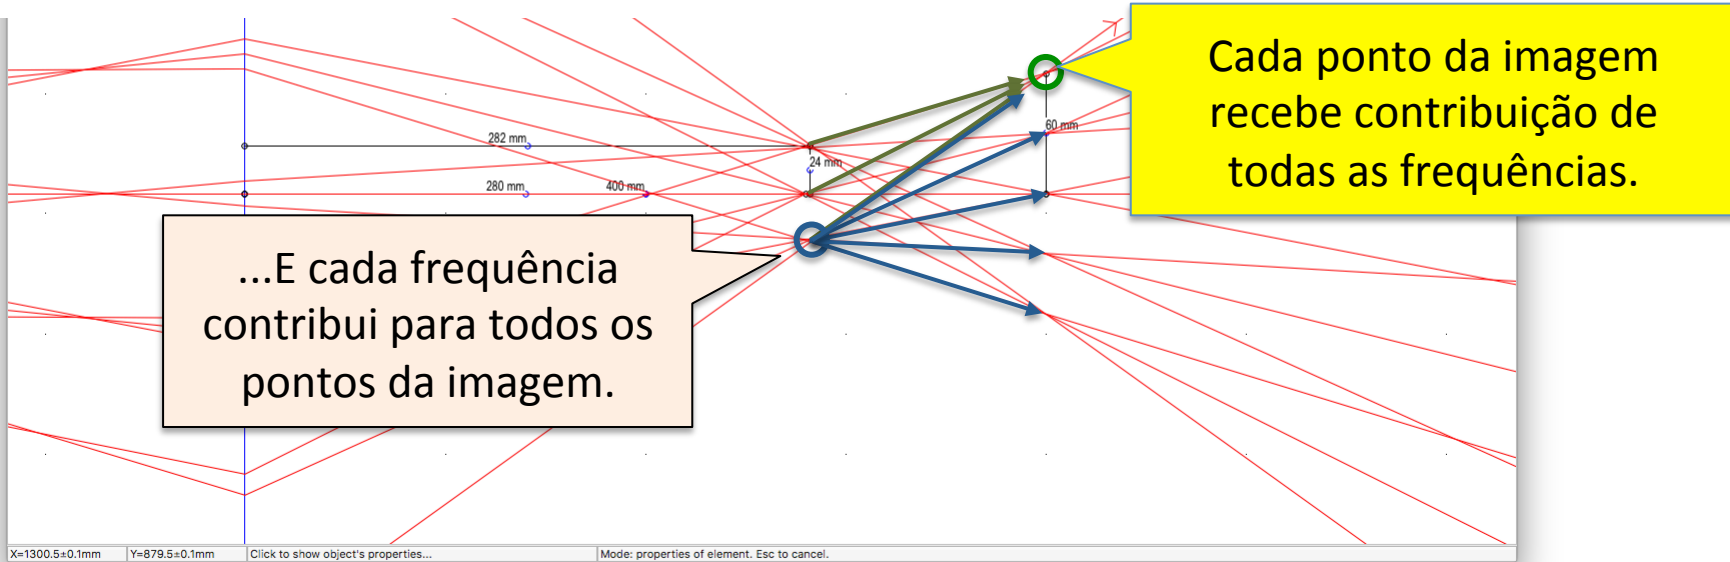 Cada ponto da imagem
recebe contribuição de
todas as frequências.
60 mm
282 mm
24 mm
280 mm
400 mm
...E cada frequência
contribui para todos os
pontos da imagem.
X=1300.5±0.1mm
Y=879.5±0.1mm
Click to show object's properties...
Mode: properties of element. Esc to cancel.